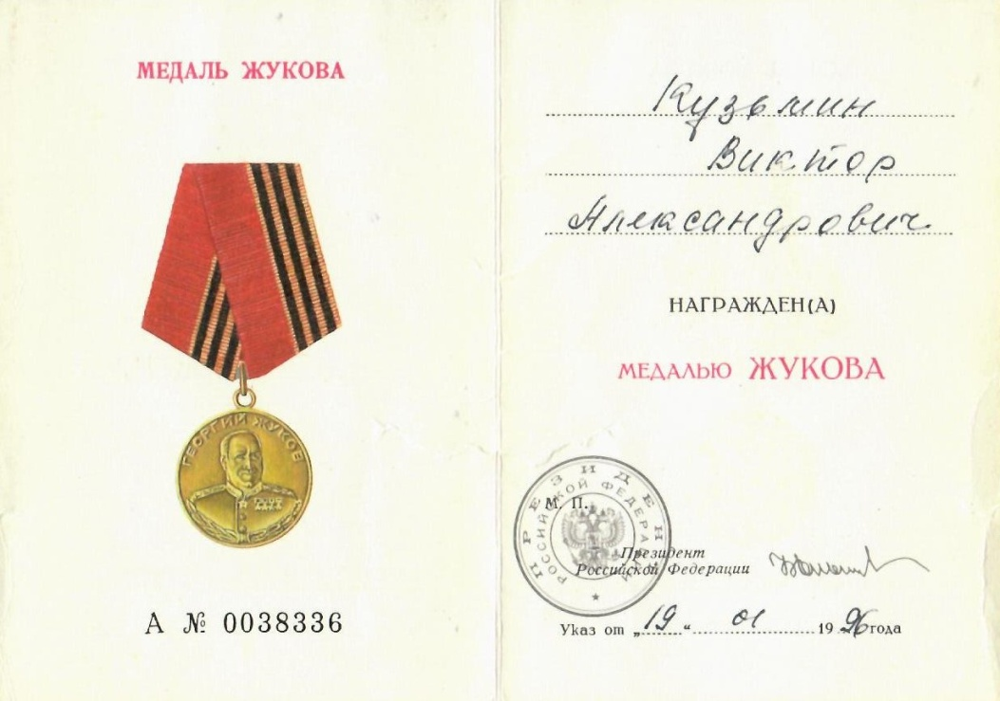 МЕДАЛЬ ЖУКОВА
ГЕОРГИЙ ЖУКОВ
А № 0038336
Кузьмин
Виктор
Александрович
НАГРАЖДЕН(А)
МЕДАЛЬЮ ЖУКОВА
ПРЕЗИДЕНТ
РОССИЙСКОЙ ФЕДЕРАЦИИ
М. П.
Президент
Российской Федерации
Указ от „19“ 01 1996 года